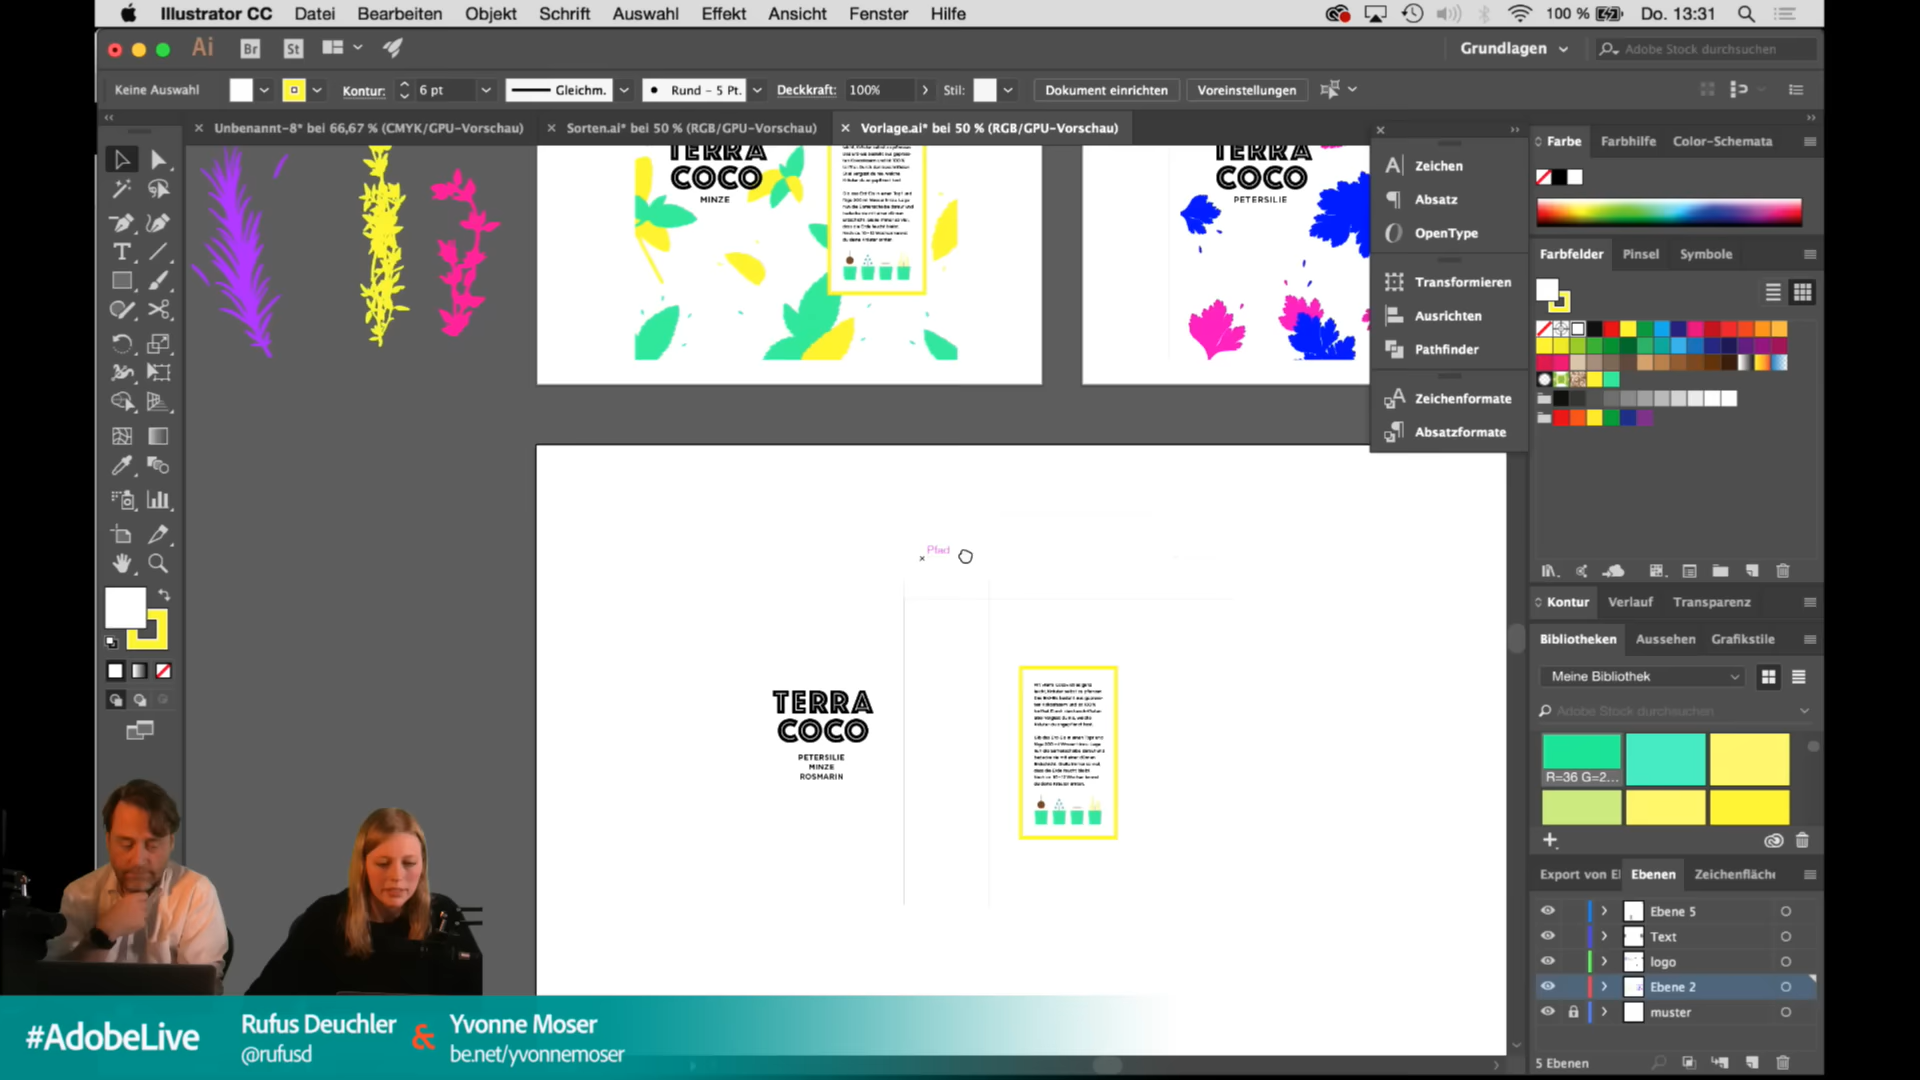 Illustrator CC Datei Bearbeiten Objekt Schrift Auswahl Effekt Ansicht Fenster Hilfe 100 % Do. 13:31
Ai Br St Grundlagen Adobe Stock durchsuchen
Keine Auswahl Kontur: 6 pt Gleichm. Rund - 5 Pt. Deckkraft: 100% Stil: Dokument einrichten Voreinstellungen
Unbenannt-8* bei 66,67 % (CMYK/GPU-Vorschau) Sorten.ai* bei 50 % (RGB/GPU-Vorschau) Vorlage.ai* bei 50 % (RGB/GPU-Vorschau)
TERRA
COCO
MINZE
TERRA
COCO
PETERSILIE
Zeichen
Absatz
OpenType
Transformieren
Ausrichten
Pathfinder
Zeichenformate
Absatzformate
Farbe Farbhilfe Color-Schemata
Farbfelder Pinsel Symbole
Kontur Verlauf Transparenz
Bibliotheken Aussehen Grafikstile
Meine Bibliothek
Adobe Stock durchsuchen
R=36 G=2...
Export von El Ebenen Zeichenfläche
Ebene 5
Text
logo
Ebene 2
muster
5 Ebenen
Pfad
TERRA
COCO
PETERSILIE
MINZE
ROSMARIN
#AdobeLive
Rufus Deuchler
@rufusd
&
Yvonne Moser
be.net/yvonnemoser